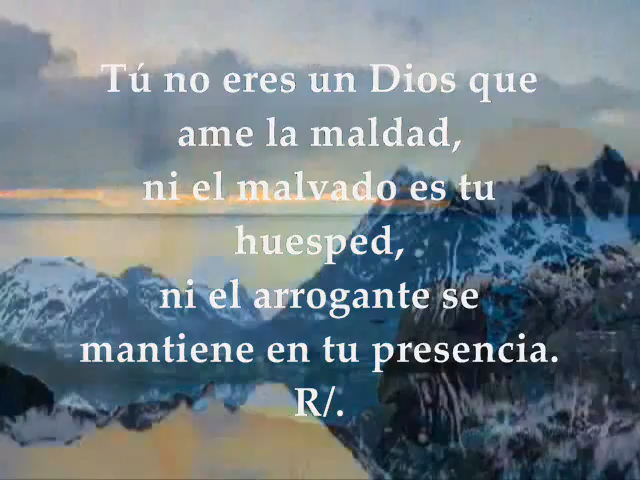 Tú no eres un Dios que
ame la maldad,
ni el malvado es tu
huesped,
ni el arrogante se
mantiene en tu presencia.
R/.